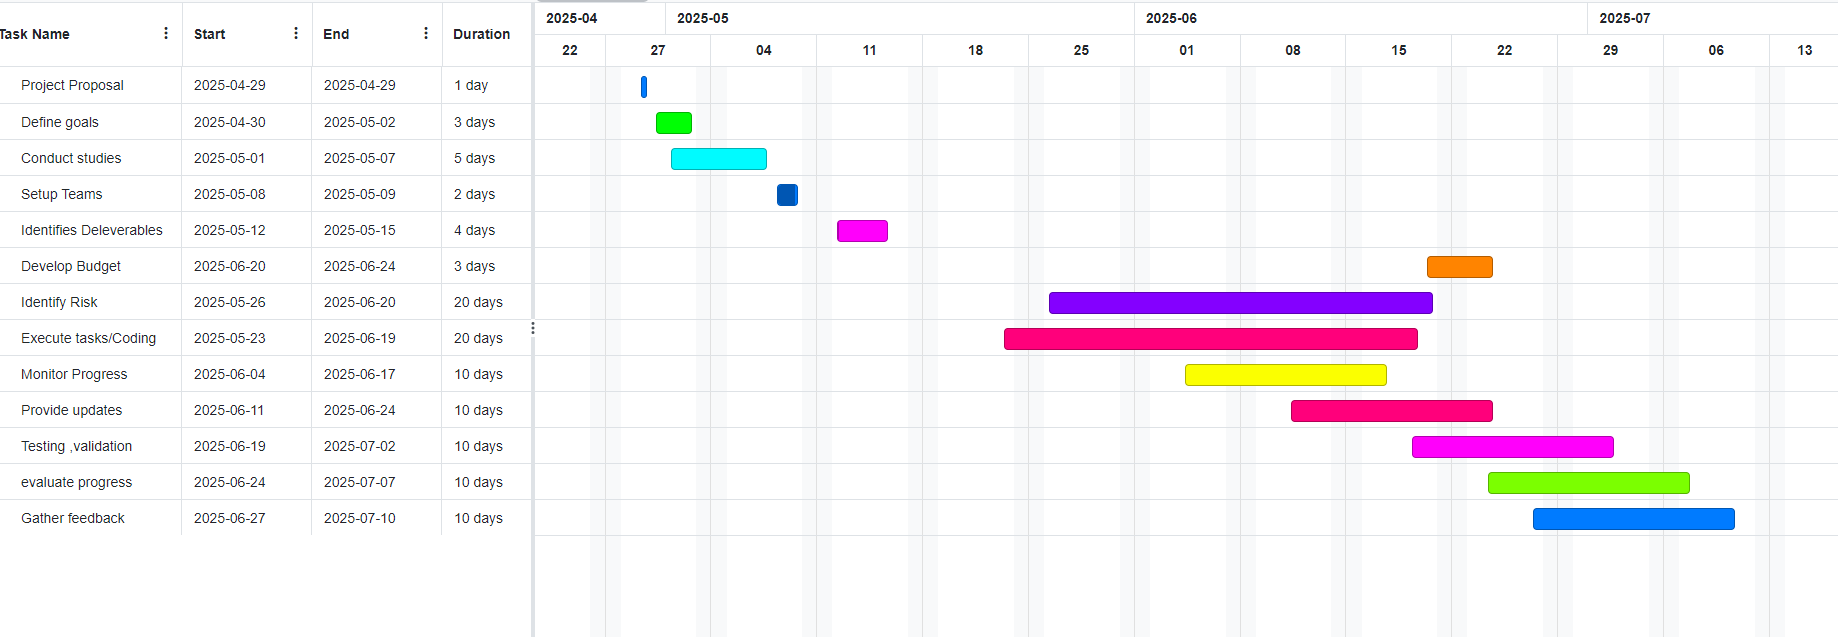 Task Name Start End Duration
2025-04 2025-05 2025-06 2025-07
22 27 04 11 18 25 01 08 15 22 29 06 13
Project Proposal 2025-04-29 2025-04-29 1 day
Define goals 2025-04-30 2025-05-02 3 days
Conduct studies 2025-05-01 2025-05-07 5 days
Setup Teams 2025-05-08 2025-05-09 2 days
Identifies Deleverables 2025-05-12 2025-05-15 4 days
Develop Budget 2025-06-20 2025-06-24 3 days
Identify Risk 2025-05-26 2025-06-20 20 days
Execute tasks/Coding 2025-05-23 2025-06-19 20 days
Monitor Progress 2025-06-04 2025-06-17 10 days
Provide updates 2025-06-11 2025-06-24 10 days
Testing ,validation 2025-06-19 2025-07-02 10 days
evaluate progress 2025-06-24 2025-07-07 10 days
Gather feedback 2025-06-27 2025-07-10 10 days